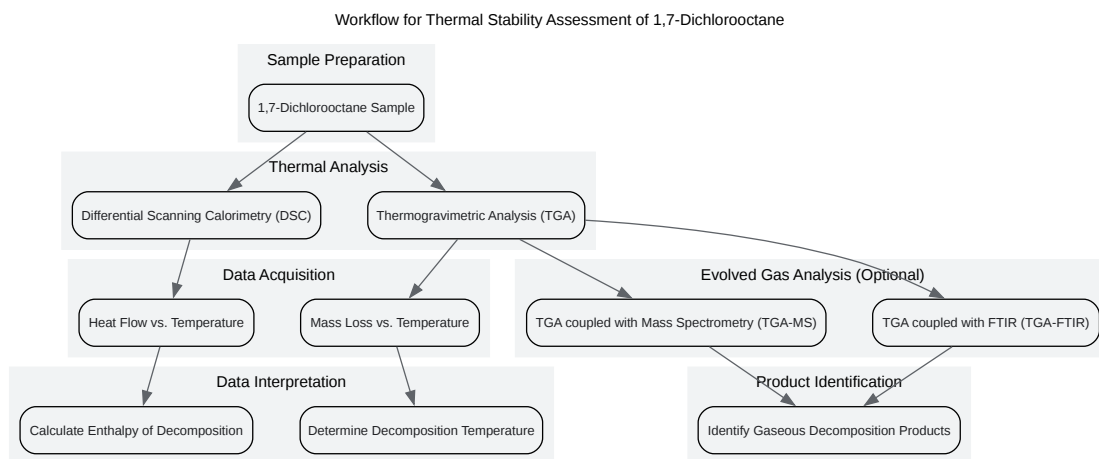 Workflow for Thermal Stability Assessment of 1,7-Dichlorooctane
Sample Preparation
1,7-Dichlorooctane Sample
Thermal Analysis
Differential Scanning Calorimetry (DSC)
Thermogravimetric Analysis (TGA)
Data Acquisition
Evolved Gas Analysis (Optional)
Heat Flow vs. Temperature
Mass Loss vs. Temperature
TGA coupled with Mass Spectrometry (TGA-MS)
TGA coupled with FTIR (TGA-FTIR)
Data Interpretation
Product Identification
Calculate Enthalpy of Decomposition
Determine Decomposition Temperature
Identify Gaseous Decomposition Products